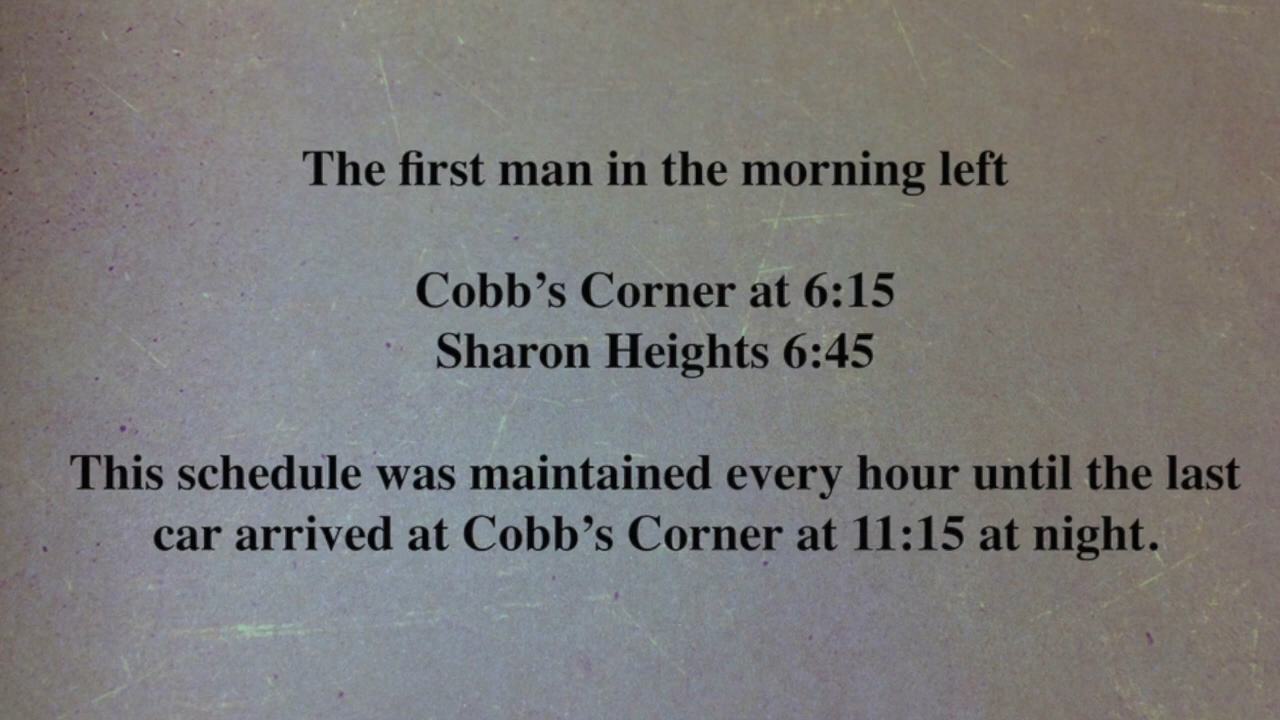 The first man in the morning left
Cobb’s Corner at 6:15
Sharon Heights 6:45
This schedule was maintained every hour until the last
car arrived at Cobb’s Corner at 11:15 at night.